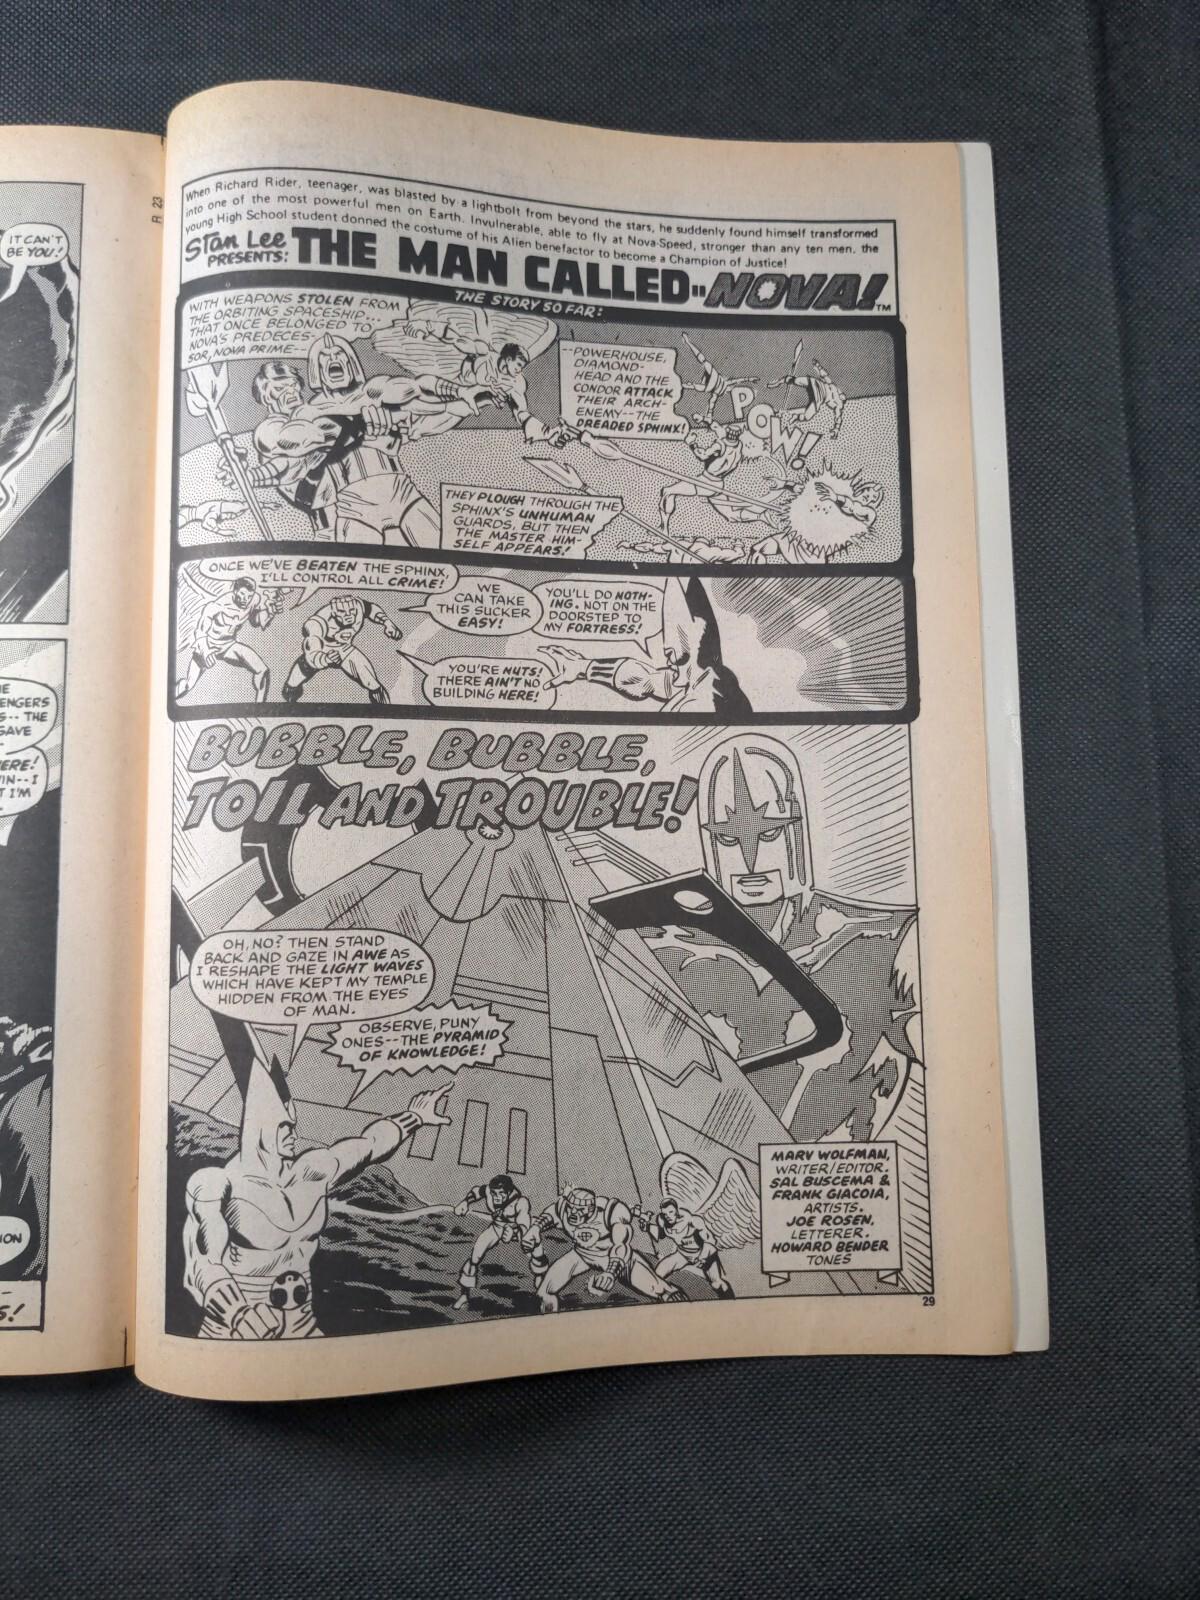 IT CAN'T
BE YOU!
ENGERS
S-- THE
GAVE
ERE!
IN--I
T I'M
ION
S!
R 23
When Richard Rider, teenager, was blasted by a lightbolt from beyond the stars, he suddenly found himself transformed
into one of the most powerful men on Earth. Invulnerable, able to fly at Nova-Speed, stronger than any ten men, the
young High School student donned the costume of his Alien benefactor to become a Champion of Justice!
Stan Lee
PRESENTS:
THE MAN CALLED--NOVA! TM
THE STORY SO FAR:
WITH WEAPONS STOLEN FROM
THE ORBITING SPACESHIP...
THAT ONCE BELONGED TO
NOVA'S PREDECES-
SOR, NOVA PRIME--
--POWERHOUSE,
DIAMOND-
HEAD AND THE
CONDOR ATTACK
THEIR ARCH-
ENEMY--THE
DREADED SPHINX!
POW!
THEY PLOUGH THROUGH THE
SPHINX'S UNHUMAN
GUARDS, BUT THEN
THE MASTER HIM-
SELF APPEARS!
ONCE WE'VE BEATEN THE SPHINX,
I'LL CONTROL ALL CRIME!
WE
CAN TAKE
THIS SUCKER
EASY!
YOU'LL DO NOTH-
ING. NOT ON THE
DOORSTEP TO
MY FORTRESS!
YOU'RE NUTS!
THERE AIN'T NO
BUILDING HERE!
BUBBLE, BUBBLE,
TOIL AND TROUBLE!
OH, NO? THEN STAND
BACK AND GAZE IN AWE AS
I RESHAPE THE LIGHT WAVES
WHICH HAVE KEPT MY TEMPLE
HIDDEN FROM THE EYES
OF MAN.
OBSERVE, PUNY
ONES--THE PYRAMID
OF KNOWLEDGE!
MARV WOLFMAN,
WRITER/EDITOR.
SAL BUSCEMA &
FRANK GIACOIA,
ARTISTS.
JOE ROSEN,
LETTERER.
HOWARD BENDER
TONES
29